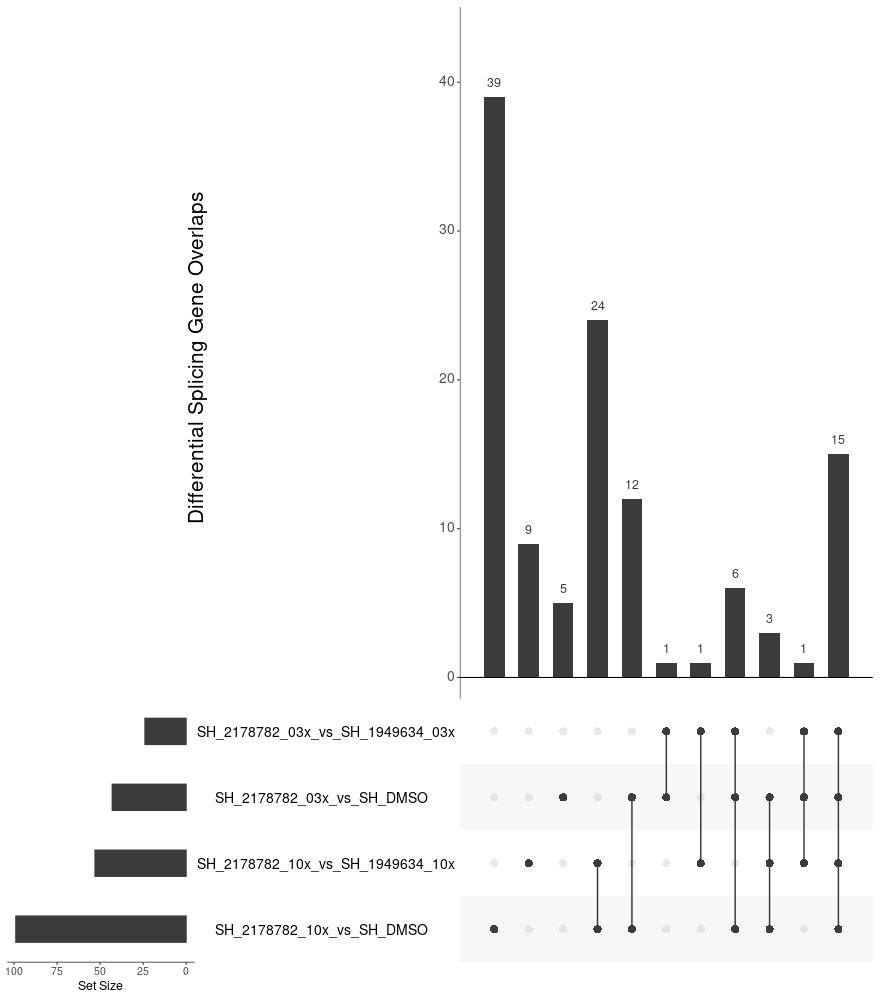 Differential Splicing Gene Overlaps
40
30
20
10
0
39
9
5
24
12
1
1
6
3
1
15
SH_2178782_03x_vs_SH_1949634_03x
SH_2178782_03x_vs_SH_DMSO
SH_2178782_10x_vs_SH_1949634_10x
SH_2178782_10x_vs_SH_DMSO
100 75 50 25 0
Set Size